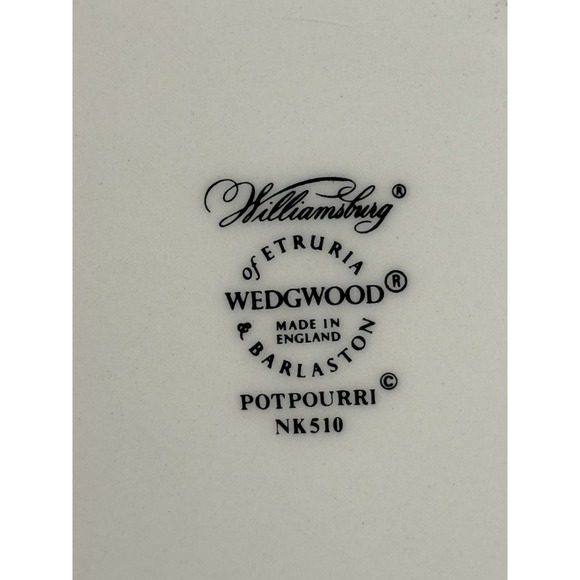 Williamsburg®
of ETRURIA
WEDGWOOD®
MADE IN
ENGLAND
& BARLASTON
POTPOURRI©
NK510